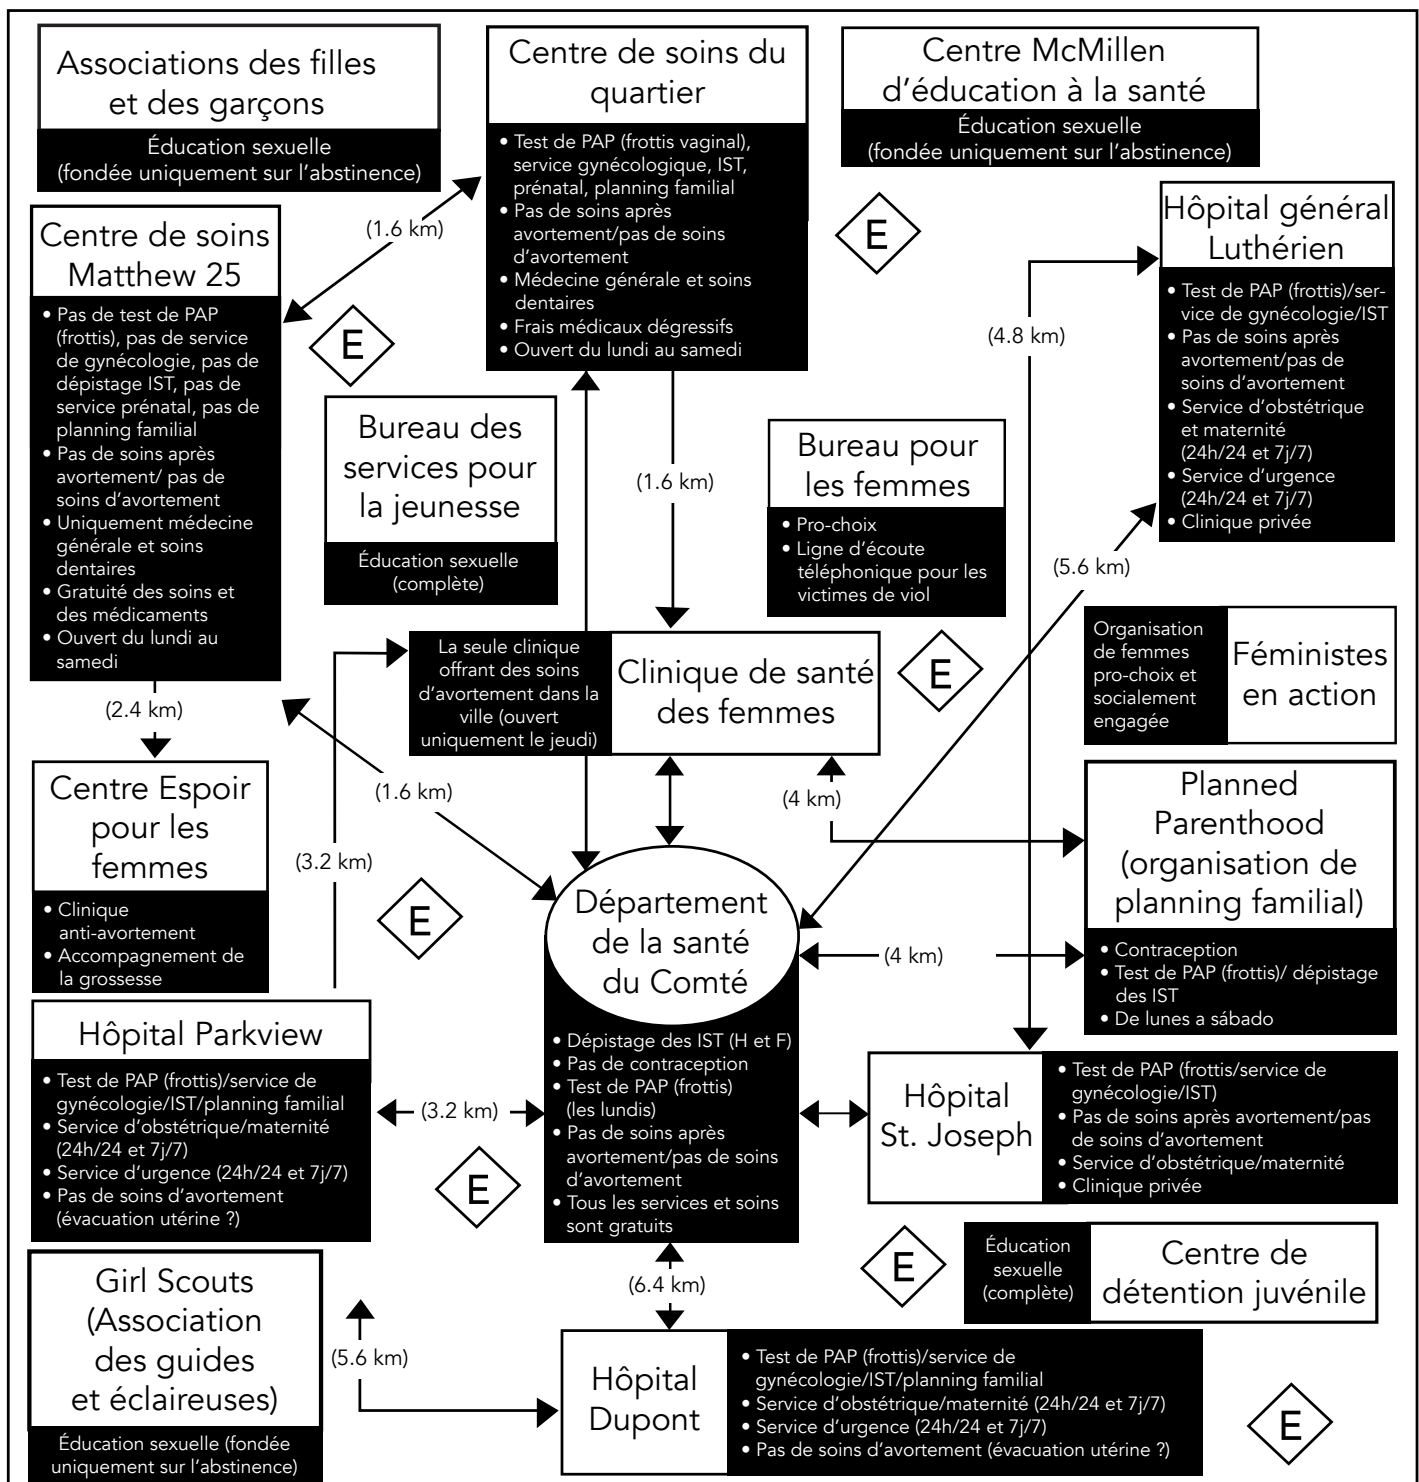 Associations des filles
et des garçons
Éducation sexuelle
(fondée uniquement sur l'abstinence)
Centre de soins du
quartier
• Test de PAP (frottis vaginal),
service gynécologique, IST,
prénatal, planning familial
• Pas de soins après
avortement/pas de soins
d'avortement
• Médecine générale et soins
dentaires
• Frais médicaux dégressifs
• Ouvert du lundi au samedi
Centre McMillen
d'éducation à la santé
Éducation sexuelle
(fondée uniquement sur l'abstinence)
(1.6 km)
E
Centre de soins
Matthew 25
• Pas de test de PAP
(frottis), pas de service
de gynécologie, pas de
dépistage IST, pas de
service prénatal, pas de
planning familial
• Pas de soins après
avortement/ pas de
soins d'avortement
• Uniquement médecine
générale et soins
dentaires
• Gratuité des soins et
des médicaments
• Ouvert du lundi au
samedi
E
Hôpital général
Luthérien
• Test de PAP (frottis)/ser-
vice de gynécologie/IST
• Pas de soins après
avortement/pas de
soins d'avortement
• Service d'obstétrique
et maternité
(24h/24 et 7j/7)
• Service d'urgence
(24h/24 et 7j/7)
• Clinique privée
(4.8 km)
Bureau des
services pour
la jeunesse
Éducation sexuelle
(complète)
(1.6 km)
Bureau pour
les femmes
• Pro-choix
• Ligne d'écoute
téléphonique pour les
victimes de viol
(5.6 km)
La seule clinique
offrant des soins
d'avortement dans la
ville (ouvert
uniquement le jeudi)
Clinique de santé
des femmes
E
Organisation
de femmes
pro-choix et
socialement
engagée
Féministes
en action
(2.4 km)
Centre Espoir
pour les
femmes
• Clinique
anti-avortement
• Accompagnement de
la grossesse
(1.6 km)
(3.2 km)
E
(4 km)
Planned
Parenthood
(organisation de
planning familial)
• Contraception
• Test de PAP (frottis)/ dépistage
des IST
• De lunes a sábado
Département
de la santé
du Comté
• Dépistage des IST (H et F)
• Pas de contraception
• Test de PAP (frottis)
(les lundis)
• Pas de soins après
avortement/pas de soins
d'avortement
• Tous les services et soins
sont gratuits
(4 km)
Hôpital Parkview
• Test de PAP (frottis)/service de
gynécologie/IST/planning familial
• Service d'obstétrique/maternité
(24h/24 et 7j/7)
• Service d'urgence (24h/24 et 7j/7)
• Pas de soins d'avortement
(évacuation utérine ?)
(3.2 km)
E
Hôpital
St. Joseph
• Test de PAP (frottis/service de
gynécologie/IST)
• Pas de soins après avortement/pas
de soins d'avortement
• Service d'obstétrique/maternité
• Clinique privée
E
Éducation
sexuelle
(complète)
Centre de
détention juvénile
Girl Scouts
(Association
des guides
et éclaireuses)
Éducation sexuelle (fondée
uniquement sur l'abstinence)
(5.6 km)
(6.4 km)
Hôpital
Dupont
• Test de PAP (frottis)/service de
gynécologie/IST/planning familial
• Service d'obstétrique/maternité (24h/24 et 7j/7)
• Service d'urgence (24h/24 et 7j/7)
• Pas de soins d'avortement (évacuation utérine ?)
E